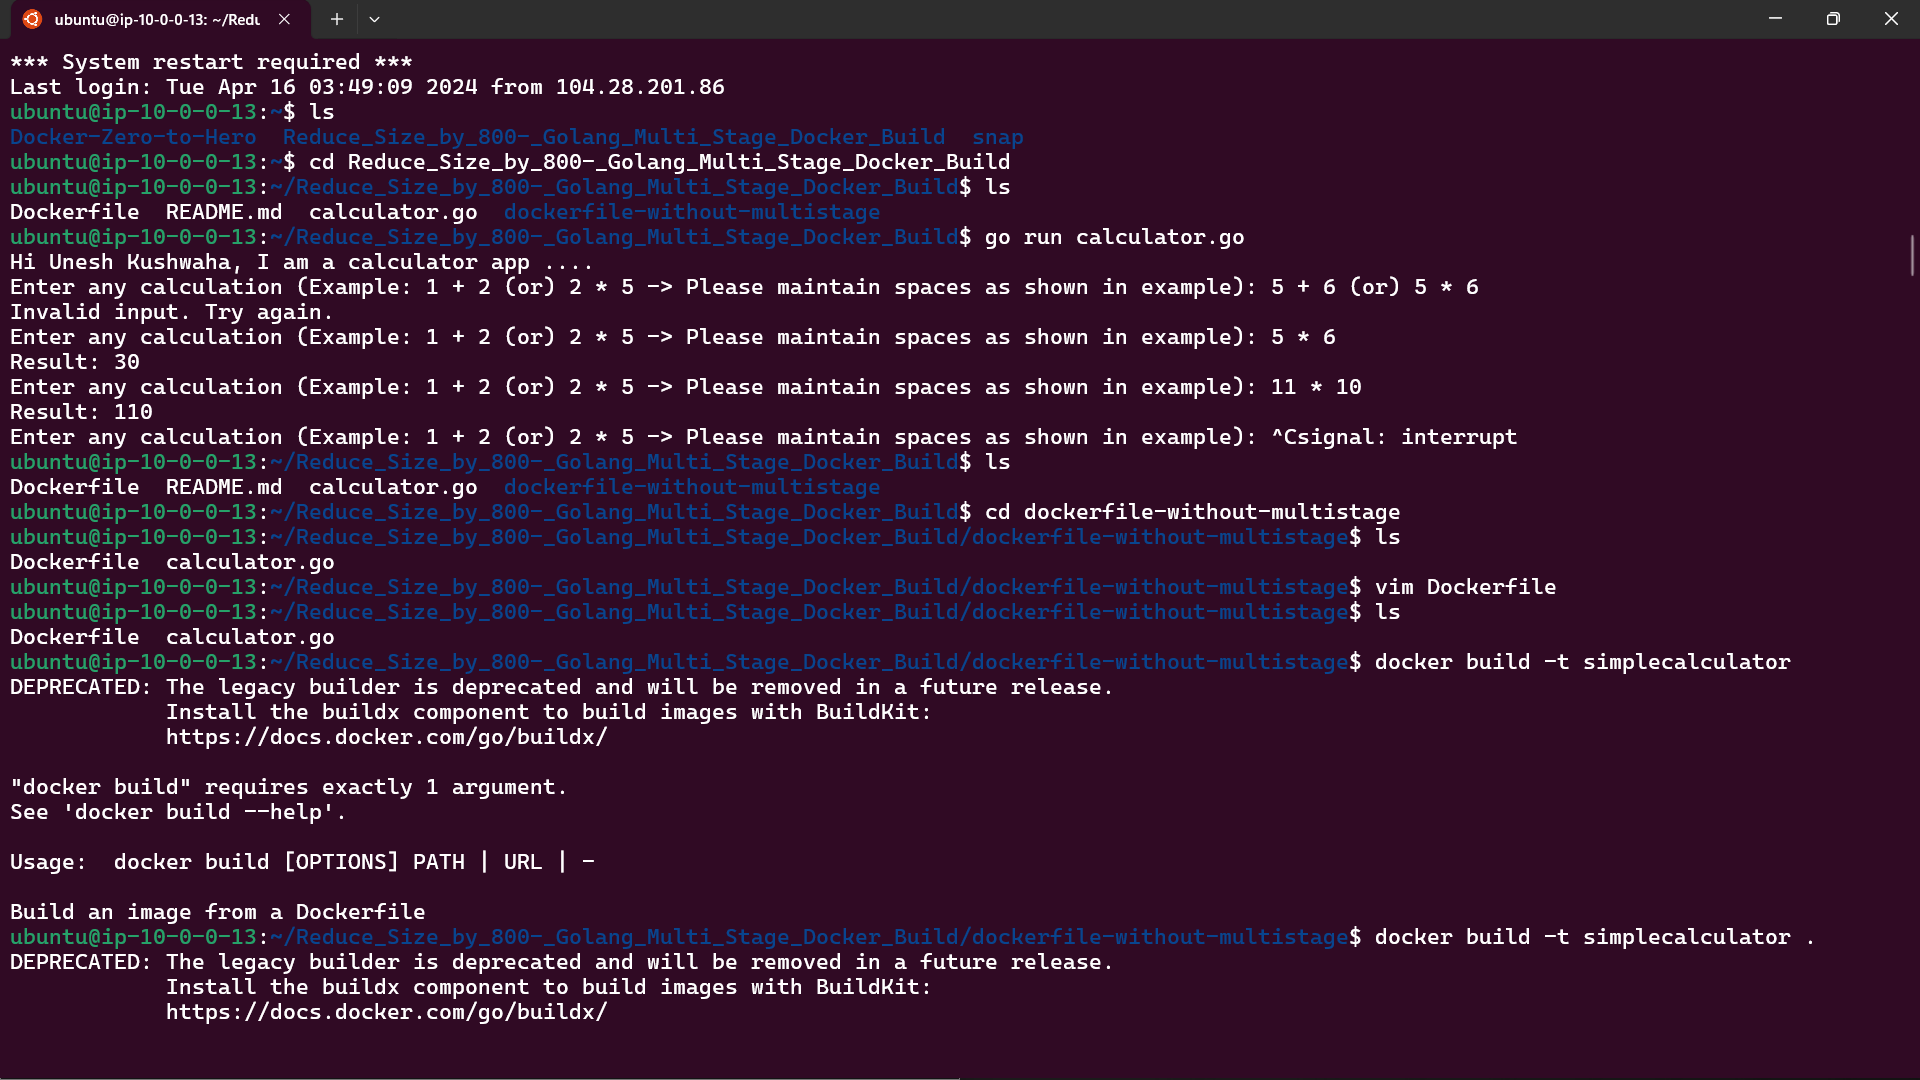 ubuntu@ip-10-0-0-13: ~/Redu
*** System restart required ***
Last login: Tue Apr 16 03:49:09 2024 from 104.28.201.86
ubuntu@ip-10-0-0-13:~$ ls
Docker-Zero-to-Hero  Reduce_Size_by_800-_Golang_Multi_Stage_Docker_Build  snap
ubuntu@ip-10-0-0-13:~$ cd Reduce_Size_by_800-_Golang_Multi_Stage_Docker_Build
ubuntu@ip-10-0-0-13:~/Reduce_Size_by_800-_Golang_Multi_Stage_Docker_Build$ ls
Dockerfile  README.md  calculator.go  dockerfile-without-multistage
ubuntu@ip-10-0-0-13:~/Reduce_Size_by_800-_Golang_Multi_Stage_Docker_Build$ go run calculator.go
Hi Unesh Kushwaha, I am a calculator app ....
Enter any calculation (Example: 1 + 2 (or) 2 * 5 -> Please maintain spaces as shown in example): 5 + 6 (or) 5 * 6
Invalid input. Try again.
Enter any calculation (Example: 1 + 2 (or) 2 * 5 -> Please maintain spaces as shown in example): 5 * 6
Result: 30
Enter any calculation (Example: 1 + 2 (or) 2 * 5 -> Please maintain spaces as shown in example): 11 * 10
Result: 110
Enter any calculation (Example: 1 + 2 (or) 2 * 5 -> Please maintain spaces as shown in example): ^Csignal: interrupt
ubuntu@ip-10-0-0-13:~/Reduce_Size_by_800-_Golang_Multi_Stage_Docker_Build$ ls
Dockerfile  README.md  calculator.go  dockerfile-without-multistage
ubuntu@ip-10-0-0-13:~/Reduce_Size_by_800-_Golang_Multi_Stage_Docker_Build$ cd dockerfile-without-multistage
ubuntu@ip-10-0-0-13:~/Reduce_Size_by_800-_Golang_Multi_Stage_Docker_Build/dockerfile-without-multistage$ ls
Dockerfile  calculator.go
ubuntu@ip-10-0-0-13:~/Reduce_Size_by_800-_Golang_Multi_Stage_Docker_Build/dockerfile-without-multistage$ vim Dockerfile
ubuntu@ip-10-0-0-13:~/Reduce_Size_by_800-_Golang_Multi_Stage_Docker_Build/dockerfile-without-multistage$ ls
Dockerfile  calculator.go
ubuntu@ip-10-0-0-13:~/Reduce_Size_by_800-_Golang_Multi_Stage_Docker_Build/dockerfile-without-multistage$ docker build -t simplecalculator
DEPRECATED: The legacy builder is deprecated and will be removed in a future release.
            Install the buildx component to build images with BuildKit:
            https://docs.docker.com/go/buildx/
"docker build" requires exactly 1 argument.
See 'docker build --help'.
Usage:  docker build [OPTIONS] PATH | URL | -
Build an image from a Dockerfile
ubuntu@ip-10-0-0-13:~/Reduce_Size_by_800-_Golang_Multi_Stage_Docker_Build/dockerfile-without-multistage$ docker build -t simplecalculator .
DEPRECATED: The legacy builder is deprecated and will be removed in a future release.
            Install the buildx component to build images with BuildKit:
            https://docs.docker.com/go/buildx/